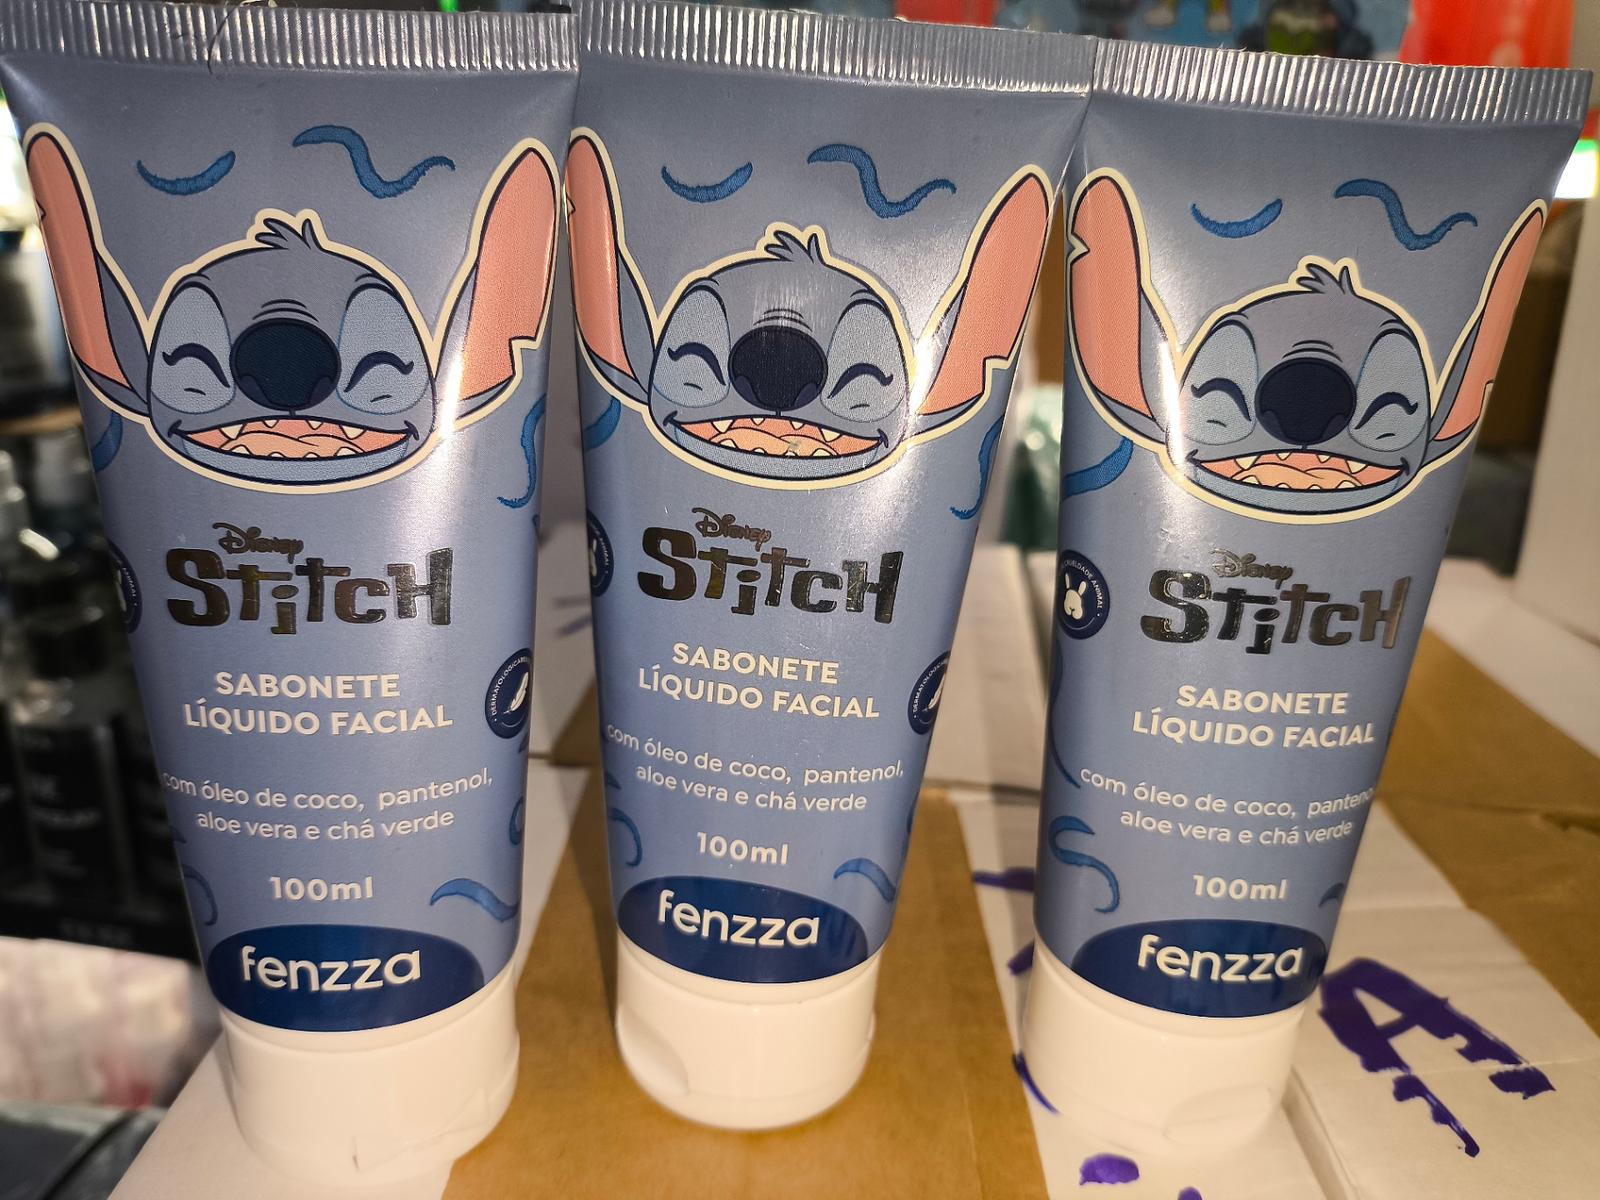 Disney
Stitch
SABONETE
LÍQUIDO FACIAL
com óleo de coco, pantenol,
aloe vera e chá verde
100ml
fenzza
Disney
Stitch
SABONETE
LÍQUIDO FACIAL
com óleo de coco, pantenol,
aloe vera e chá verde
100ml
fenzza
CRUELDADE ANIMAL
Disney
Stitch
SABONETE
LÍQUIDO FACIAL
com óleo de coco,
aloe vera e chá verde
100ml
fenzza